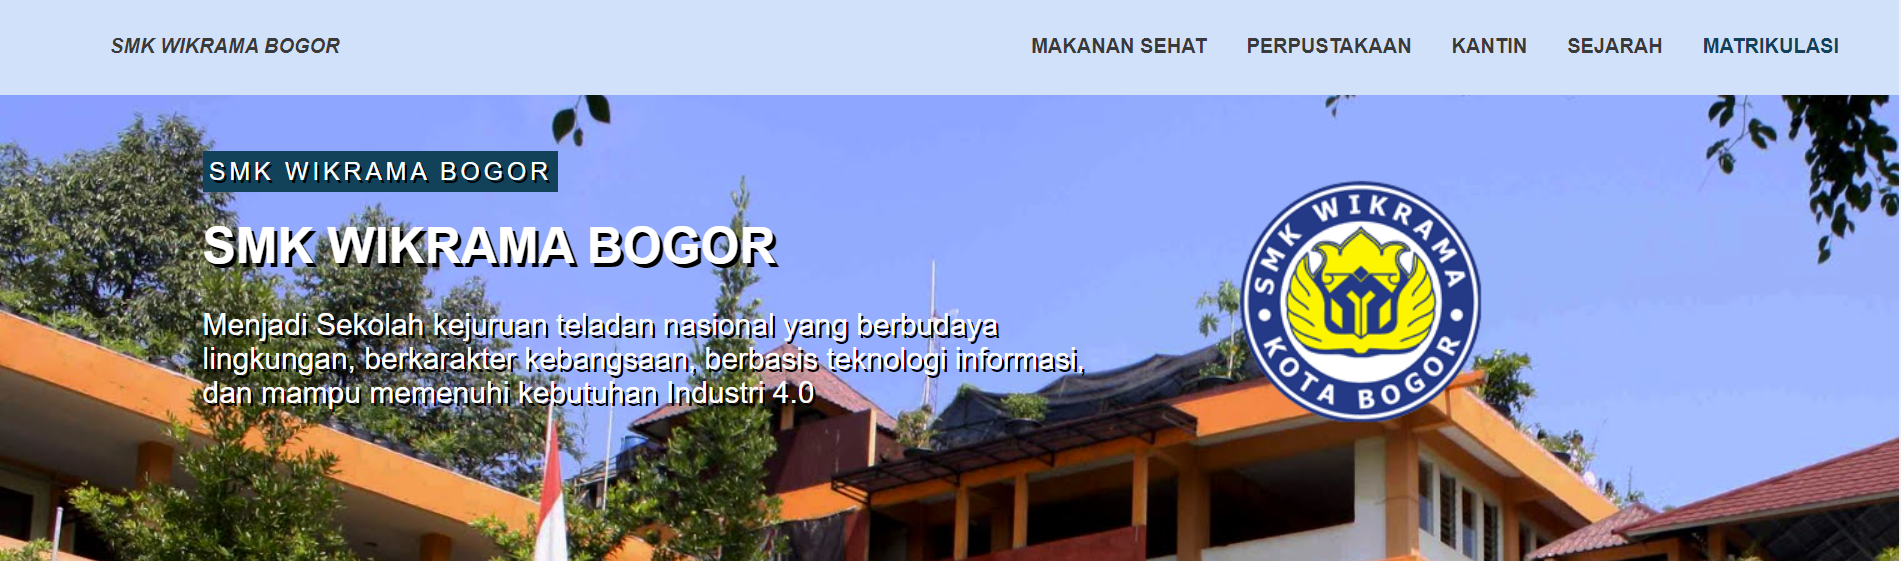 SMK WIKRAMA BOGOR
MAKANAN SEHAT PERPUSTAKAAN KANTIN SEJARAH MATRIKULASI
SMK WIKRAMA BOGOR
SMK WIKRAMA BOGOR
Menjadi Sekolah kejuruan teladan nasional yang berbudaya
lingkungan, berkarakter kebangsaan, berbasis teknologi informasi,
dan mampu memenuhi kebutuhan Industri 4.0
SMK WIKRAMA
KOTA BOGOR